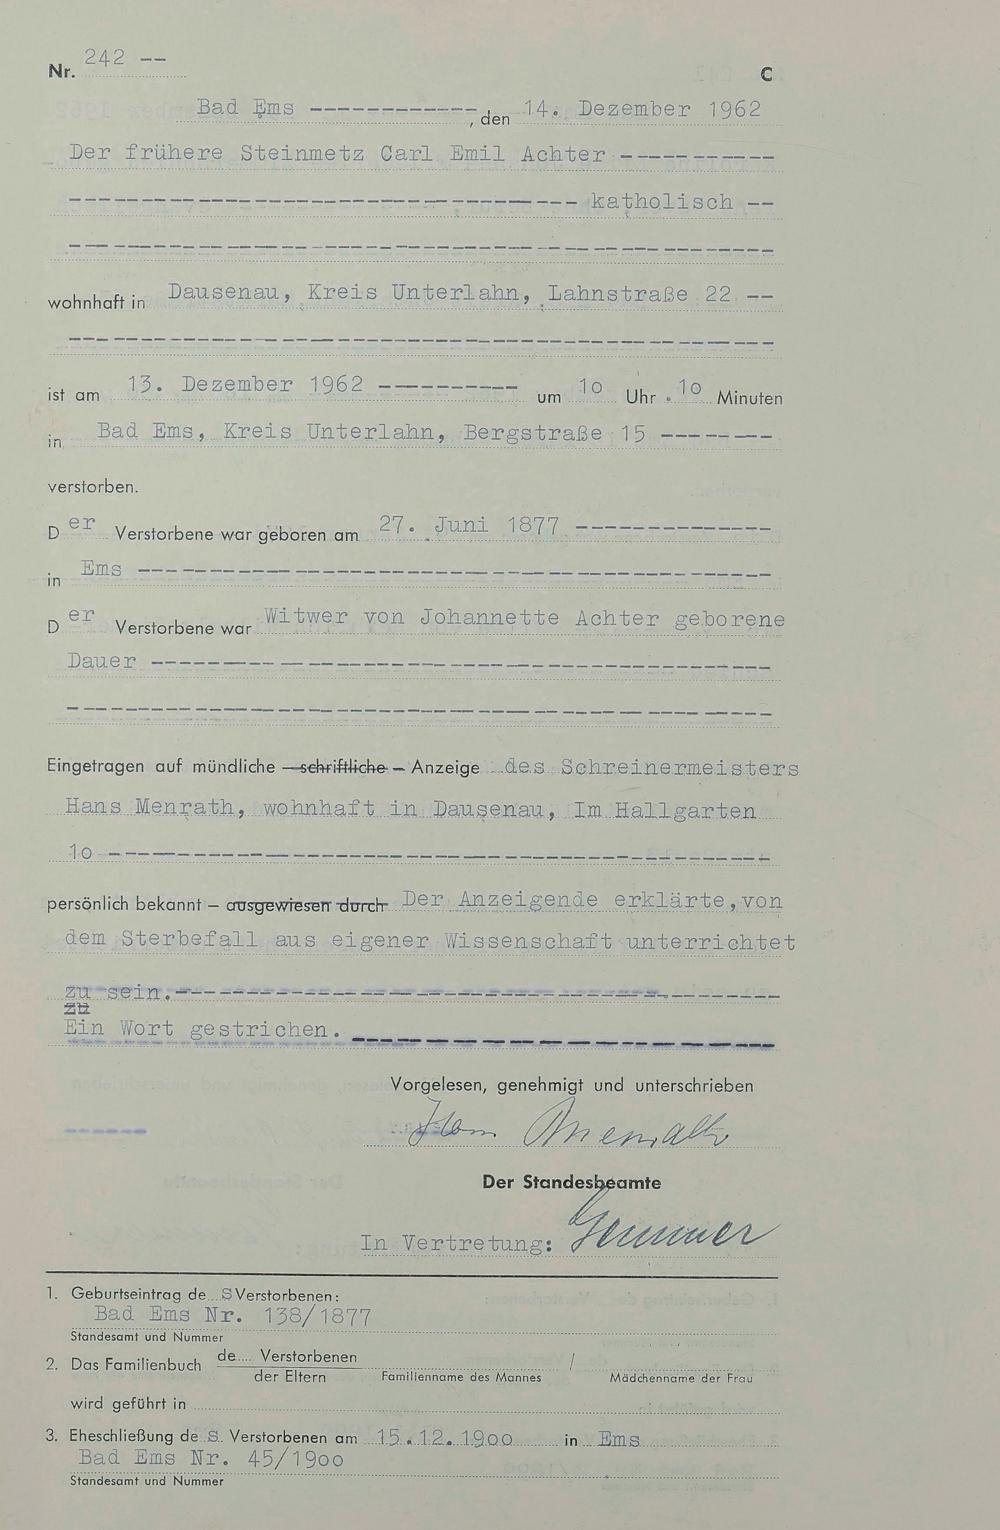 Nr. 242 -- C
Bad Ems ------------, den 14. Dezember 1962
Der frühere Steinmetz Carl Emil Achter -----------
------------------------------------ katholisch --
--------------------------------------------------
wohnhaft in Dausenau, Kreis Unterlahn, Lahnstraße 22 --
--------------------------------------------------
ist am 13. Dezember 1962 ---------- um 1o Uhr 1o Minuten
in Bad Ems, Kreis Unterlahn, Bergstraße 15 --------
verstorben.
Der Verstorbene war geboren am 27. Juni 1877 --------------
in Ems ---------------------------------------------
Der Verstorbene war Witwer von Johannette Achter geborene
Dauer --------------------------------------------
--------------------------------------------------
Eingetragen auf mündliche — schriftliche — Anzeige des Schreinermeisters
Hans Menrath, wohnhaft in Dausenau, Im Hallgarten
1o -----------------------------------------------
persönlich bekannt — ausgewiesen durch Der Anzeigende erklärte, von
dem Sterbefall aus eigener Wissenschaft unterrichtet
zu sein.-------------------------------------------
zu
Ein Wort gestrichen. ------------------------------
Vorgelesen, genehmigt und unterschrieben
------ Hans Menrath
Der Standesbeamte
In Vertretung:
1. Geburtseintrag des Verstorbenen:
Bad Ems Nr. 138/1877
Standesamt und Nummer
2. Das Familienbuch de.... Verstorbenen /
der Eltern Familienname des Mannes Mädchenname der Frau
wird geführt in
3. Eheschließung des Verstorbenen am 15.12.19oo in Ems
Bad Ems Nr. 45/19oo
Standesamt und Nummer